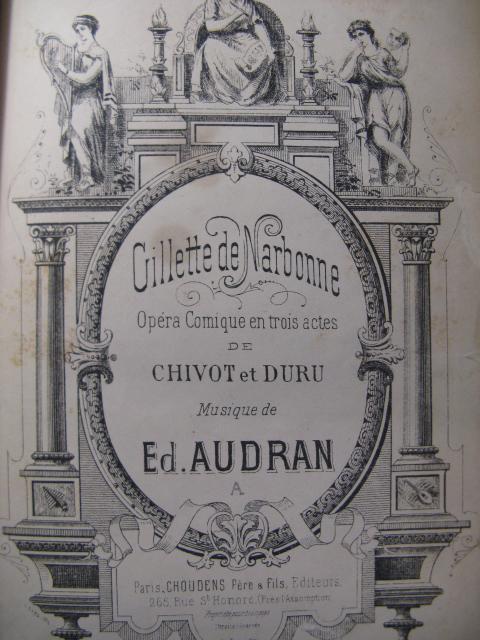 Gillette de Narbonne
Opéra Comique en trois actes
DE
CHIVOT et DURU
Musique de
Ed. AUDRAN
A
Paris, CHOUDENS Père & Fils, Editeurs.
265, Rue St Honoré, (Près l'Assomption)